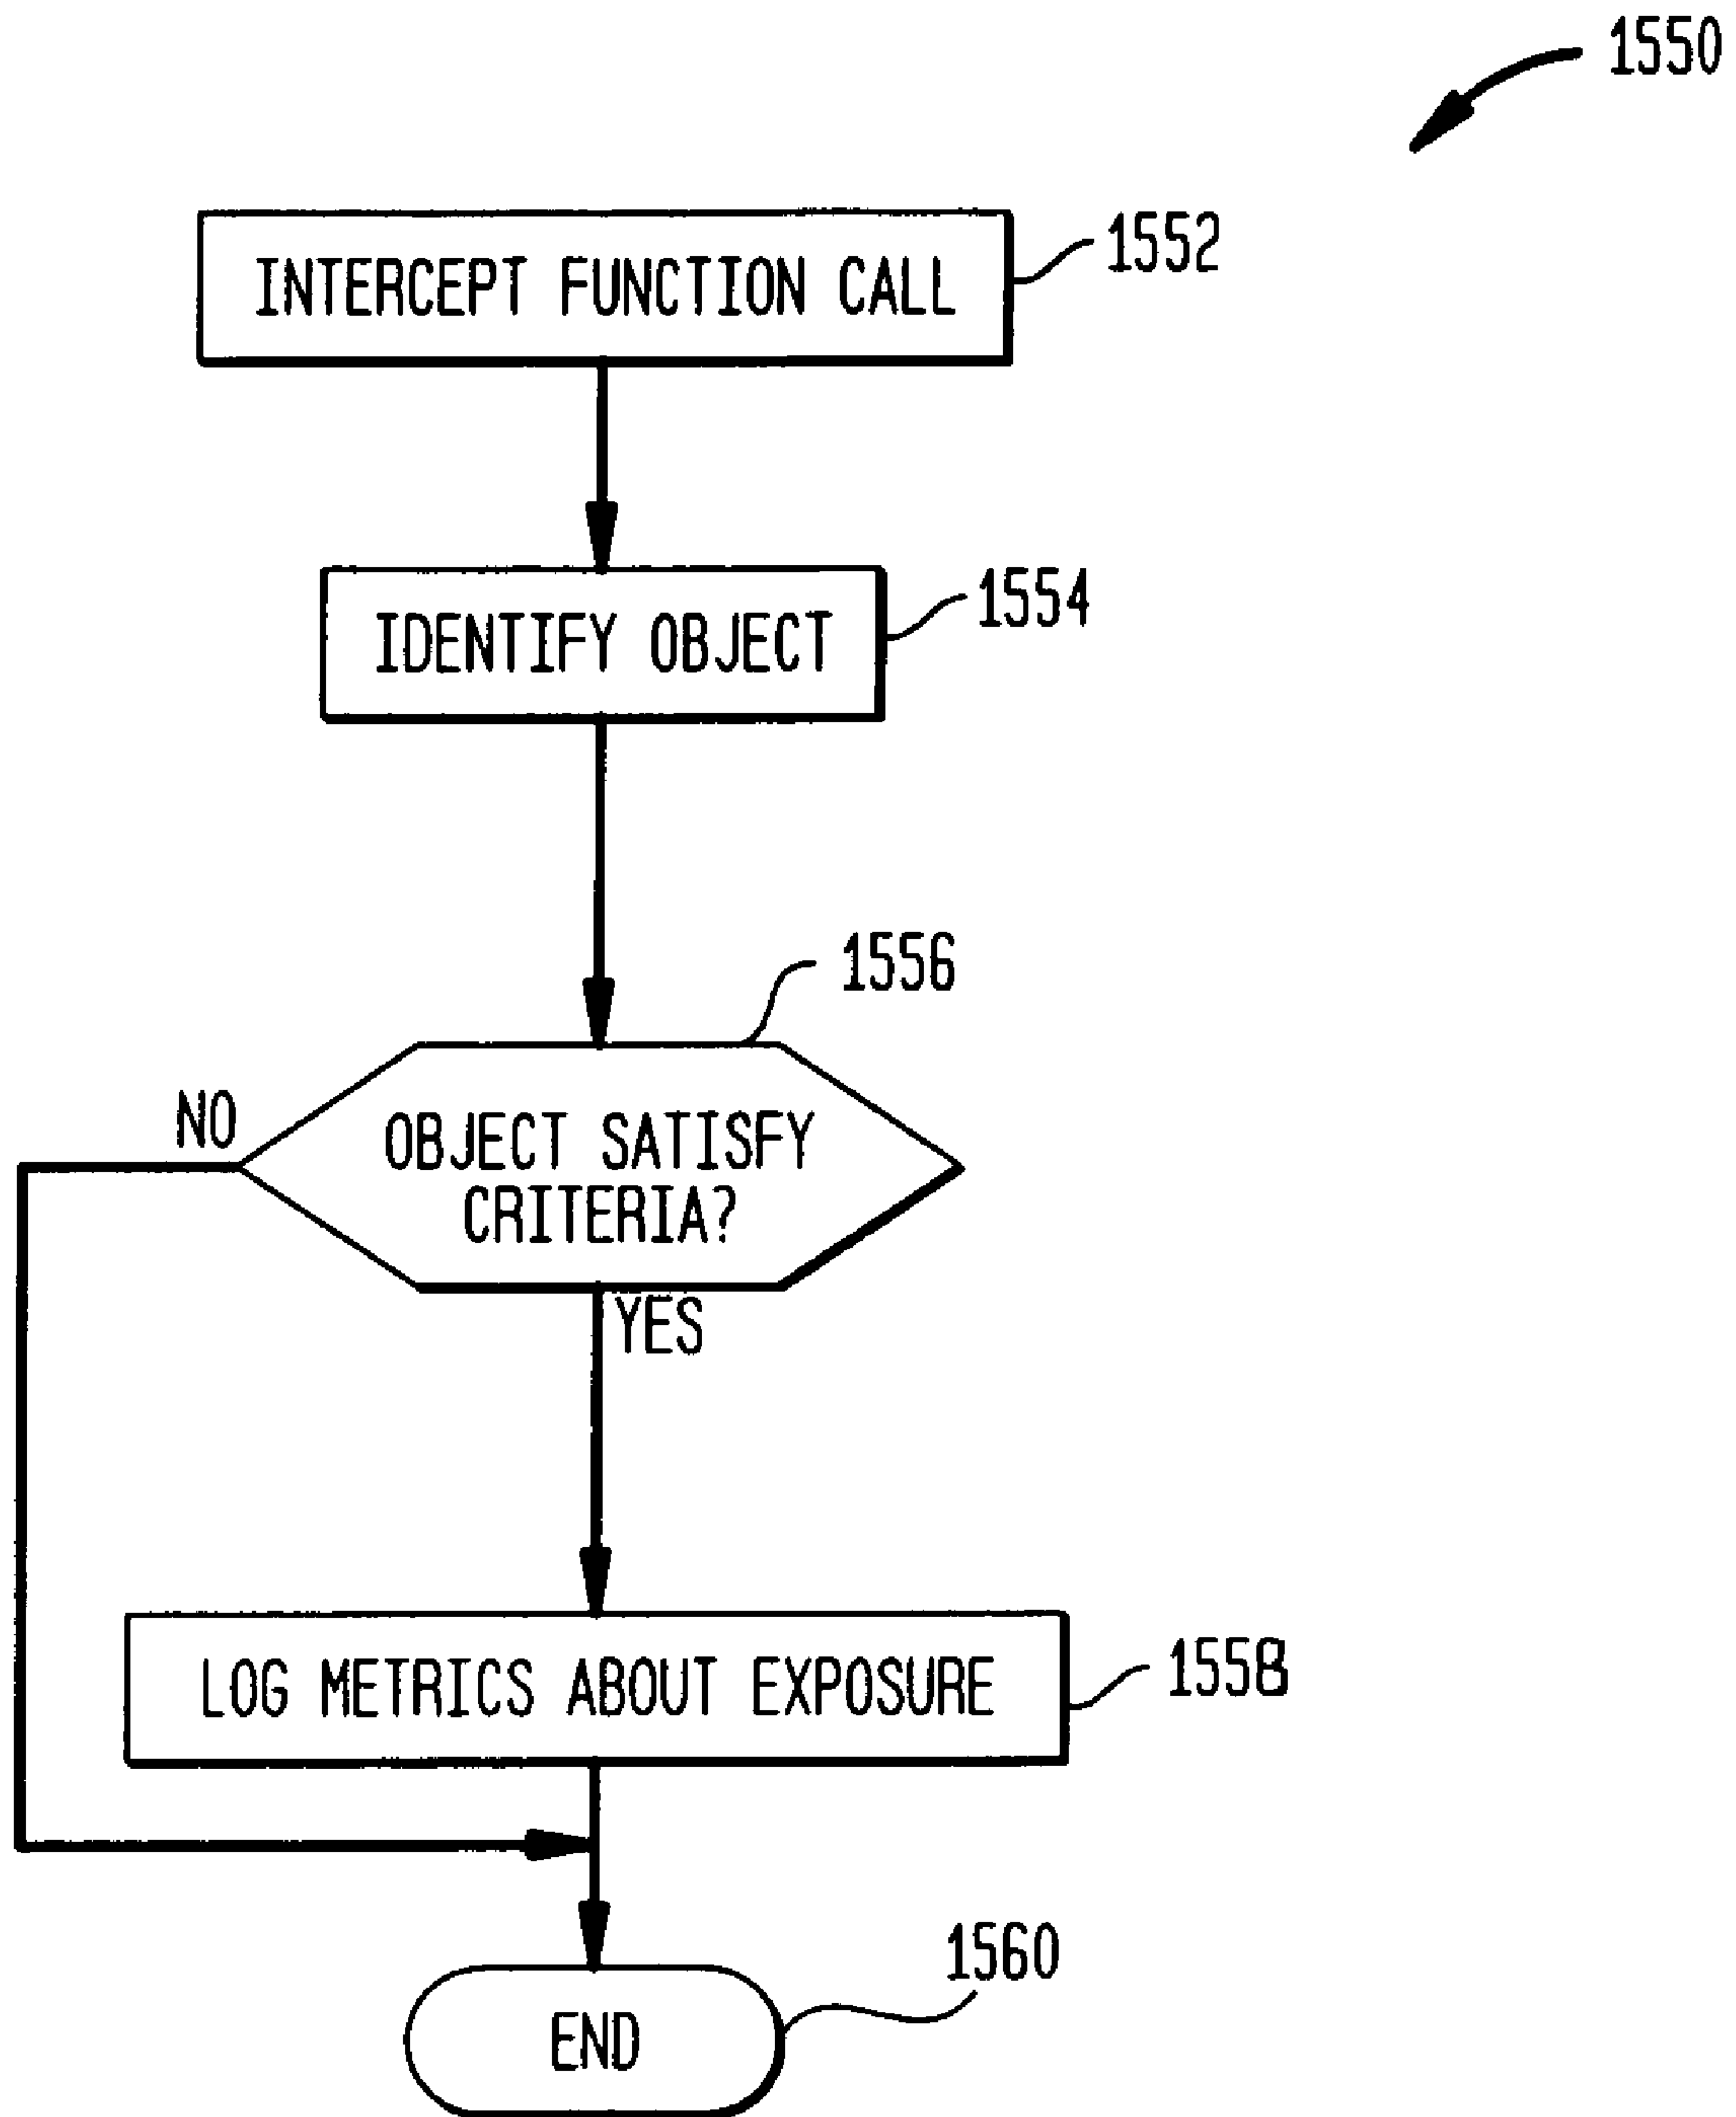 1550
1552
INTERCEPT FUNCTION CALL
1554
IDENTIFY OBJECT
1556
NO
OBJECT SATISFY
CRITERIA?
YES
LOG METRICS ABOUT EXPOSURE
1558
1560
END